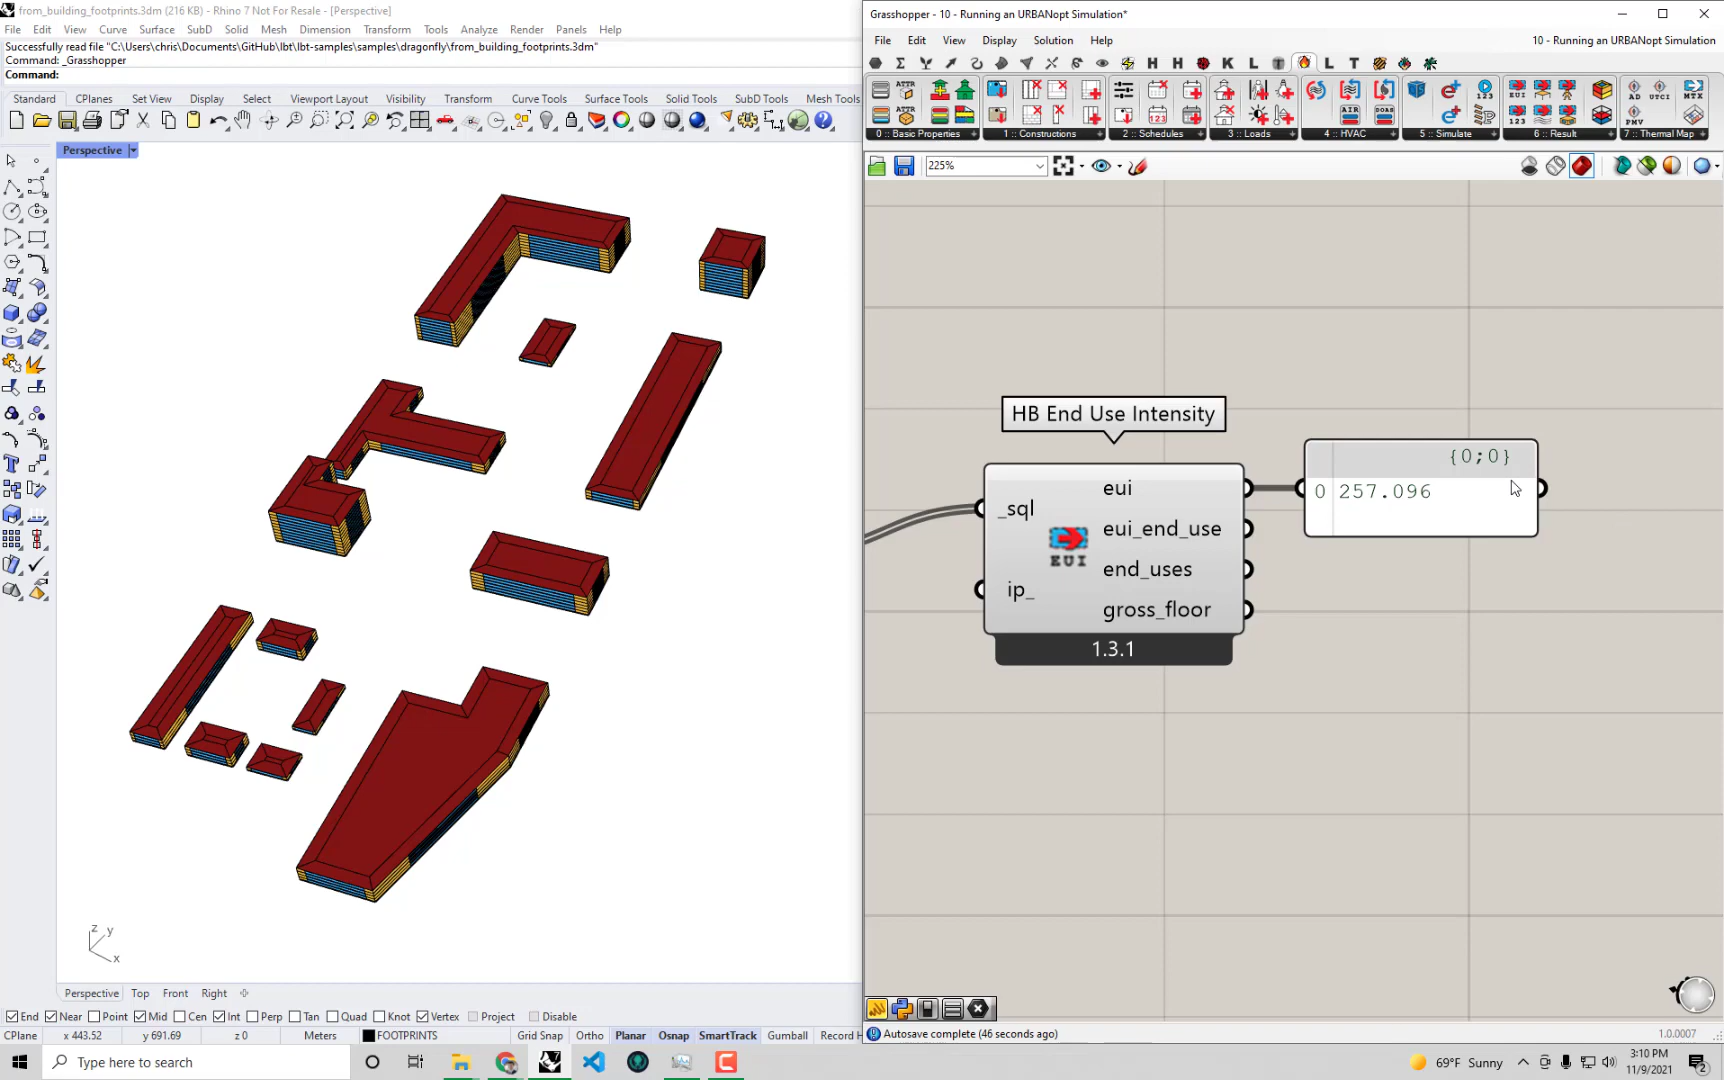 from_building_footprints.3dm (216 KB) - Rhino 7 Not For Resale - [Perspective]
File Edit View Curve Surface SubD Solid Mesh Dimension Transform Tools Analyze Render Panels Help
Successfully read file "C:\Users\chris\Documents\GitHub\lbt\lbt-samples\samples\dragonfly\from_building_footprints.3dm"
Command: _Grasshopper
Command:
Standard CPlanes Set View Display Select Viewport Layout Visibility Transform Curve Tools Surface Tools Solid Tools SubD Tools Mesh Tools
Perspective
z
y
x
Perspective Top Front Right
End Near Point Mid Cen Int Perp Tan Quad Knot Vertex Project Disable
CPlane x 443.52 y 691.69 z 0 Meters FOOTPRINTS Grid Snap Ortho Planar Osnap SmartTrack Gumball Record H
Grasshopper - 10 - Running an URBANopt Simulation*
File Edit View Display Solution Help
10 - Running an URBANopt Simulation
0 :: Basic Properties 1 :: Constructions 2 :: Schedules 3 :: Loads 4 :: HVAC 5 :: Simulate 6 :: Result 7 :: Thermal Map
225%
HB End Use Intensity
_sql
ip_
EUI
eui
eui_end_use
end_uses
gross_floor
1.3.1
{0;0}
0 257.096
Autosave complete (46 seconds ago)
1.0.0007
Type here to search
69°F Sunny
3:10 PM
11/9/2021
2